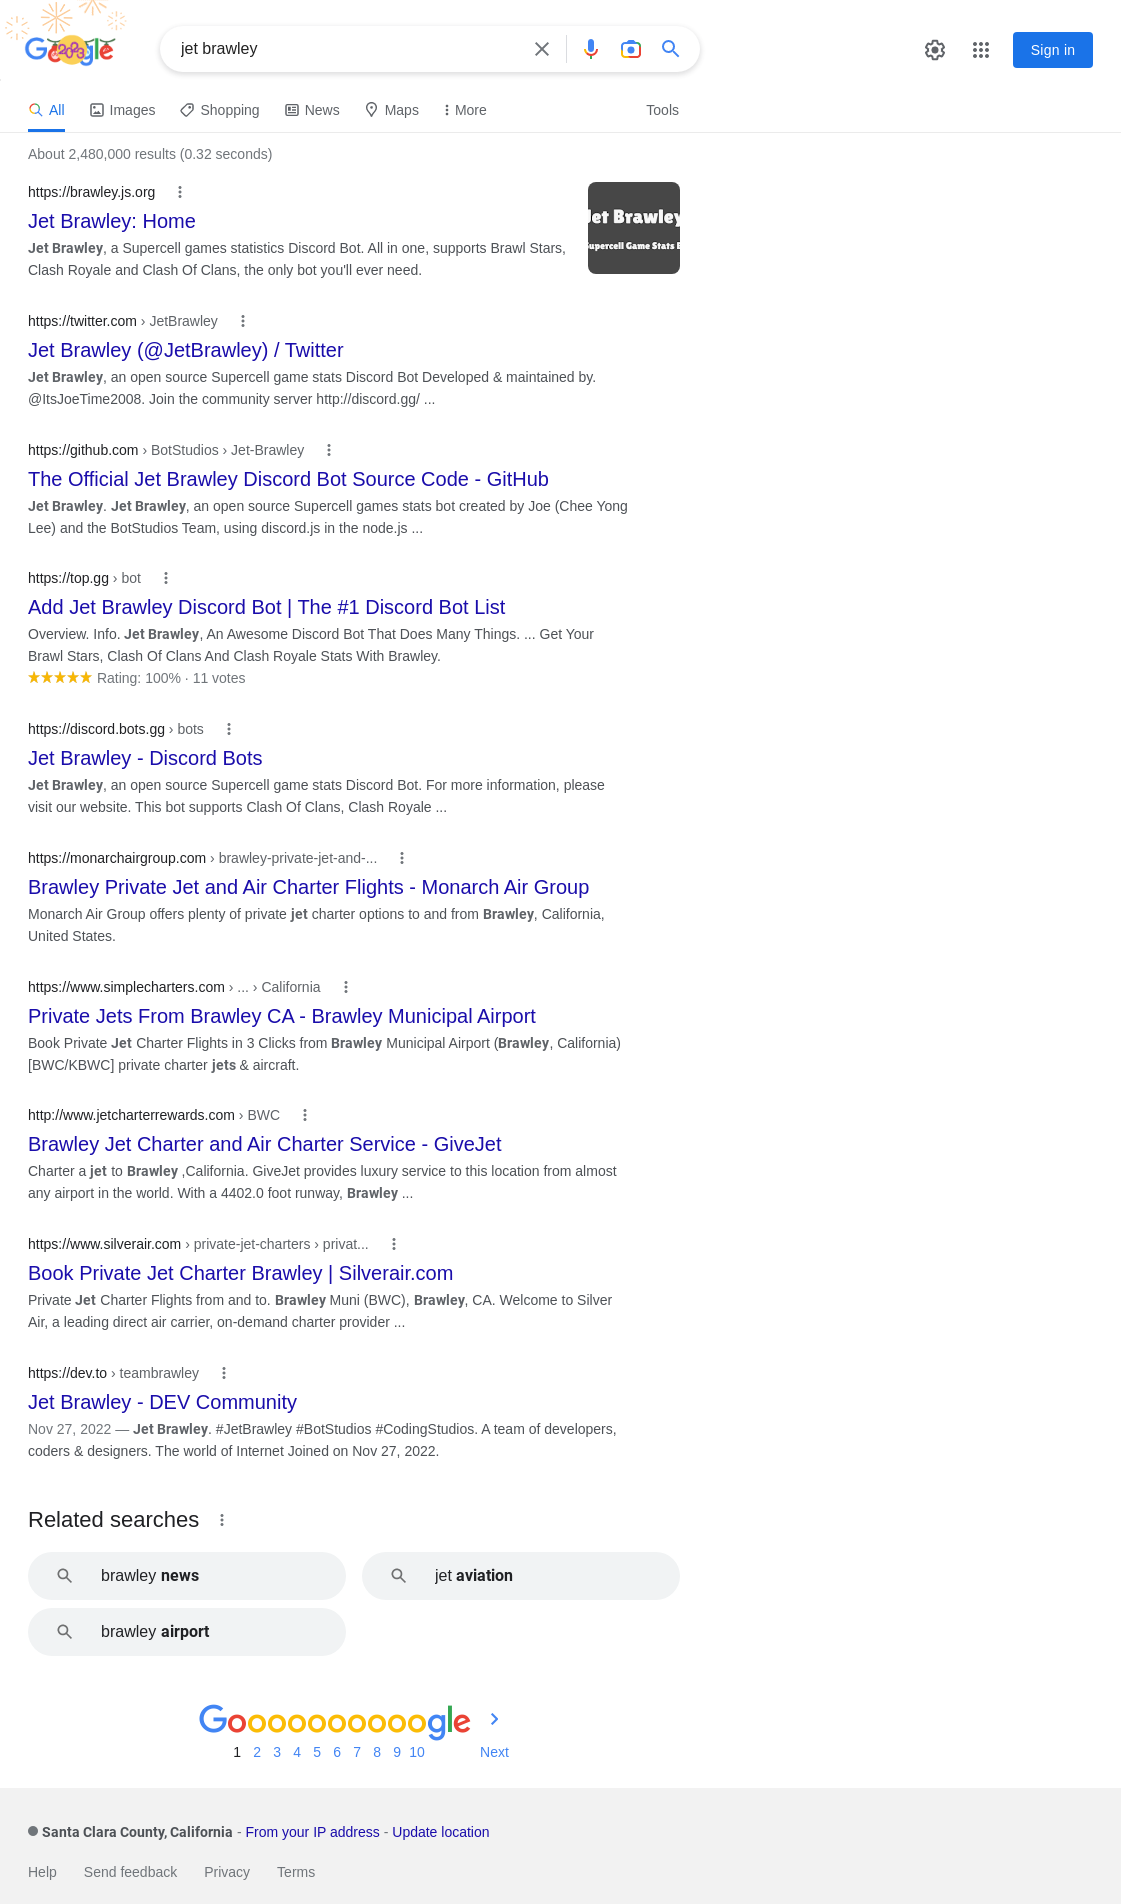 Google
2023
jet brawley
Sign in
All
Images
Shopping
News
Maps
More
Tools
About 2,480,000 results (0.32 seconds)
https://brawley.js.org
Jet Brawley: Home
Jet Brawley, a Supercell games statistics Discord Bot. All in one, supports Brawl Stars,
Clash Royale and Clash Of Clans, the only bot you'll ever need.
Jet Brawley
Supercell Game Stats
https://twitter.com › JetBrawley
Jet Brawley (@JetBrawley) / Twitter
Jet Brawley, an open source Supercell game stats Discord Bot Developed & maintained by.
@ItsJoeTime2008. Join the community server http://discord.gg/ ...
https://github.com › BotStudios › Jet-Brawley
The Official Jet Brawley Discord Bot Source Code - GitHub
Jet Brawley. Jet Brawley, an open source Supercell games stats bot created by Joe (Chee Yong
Lee) and the BotStudios Team, using discord.js in the node.js ...
https://top.gg › bot
Add Jet Brawley Discord Bot | The #1 Discord Bot List
Overview. Info. Jet Brawley, An Awesome Discord Bot That Does Many Things. ... Get Your
Brawl Stars, Clash Of Clans And Clash Royale Stats With Brawley.
Rating: 100% · 11 votes
https://discord.bots.gg › bots
Jet Brawley - Discord Bots
Jet Brawley, an open source Supercell game stats Discord Bot. For more information, please
visit our website. This bot supports Clash Of Clans, Clash Royale ...
https://monarchairgroup.com › brawley-private-jet-and-...
Brawley Private Jet and Air Charter Flights - Monarch Air Group
Monarch Air Group offers plenty of private jet charter options to and from Brawley, California,
United States.
https://www.simplecharters.com › ... › California
Private Jets From Brawley CA - Brawley Municipal Airport
Book Private Jet Charter Flights in 3 Clicks from Brawley Municipal Airport (Brawley, California)
[BWC/KBWC] private charter jets & aircraft.
http://www.jetcharterrewards.com › BWC
Brawley Jet Charter and Air Charter Service - GiveJet
Charter a jet to Brawley ,California. GiveJet provides luxury service to this location from almost
any airport in the world. With a 4402.0 foot runway, Brawley ...
https://www.silverair.com › private-jet-charters › privat...
Book Private Jet Charter Brawley | Silverair.com
Private Jet Charter Flights from and to. Brawley Muni (BWC), Brawley, CA. Welcome to Silver
Air, a leading direct air carrier, on-demand charter provider ...
https://dev.to › teambrawley
Jet Brawley - DEV Community
Nov 27, 2022 — Jet Brawley. #JetBrawley #BotStudios #CodingStudios. A team of developers,
coders & designers. The world of Internet Joined on Nov 27, 2022.
Related searches
brawley news
jet aviation
brawley airport
Goooooooooogle
1 2 3 4 5 6 7 8 9 10 Next
Santa Clara County, California - From your IP address - Update location
Help Send feedback Privacy Terms